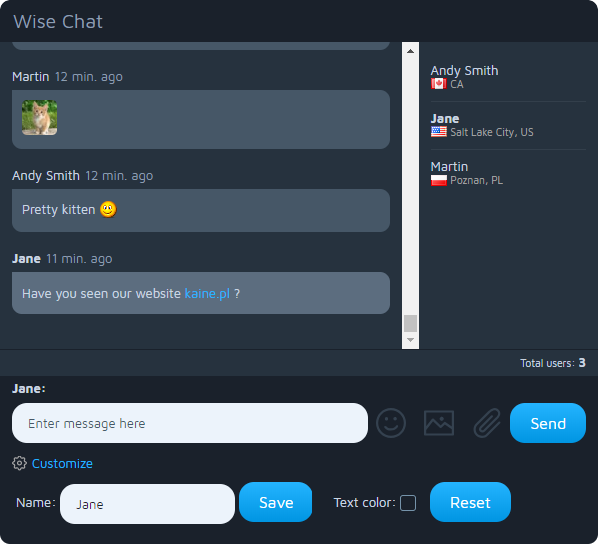 Wise Chat
Martin 12 min. ago
Andy Smith 12 min. ago
Pretty kitten
Jane 11 min. ago
Have you seen our website kaine.pl ?
Andy Smith
CA
Jane
Salt Lake City, US
Martin
Poznan, PL
Total users: 3
Jane:
Enter message here
Send
Customize
Name: Jane Save Text color: Reset